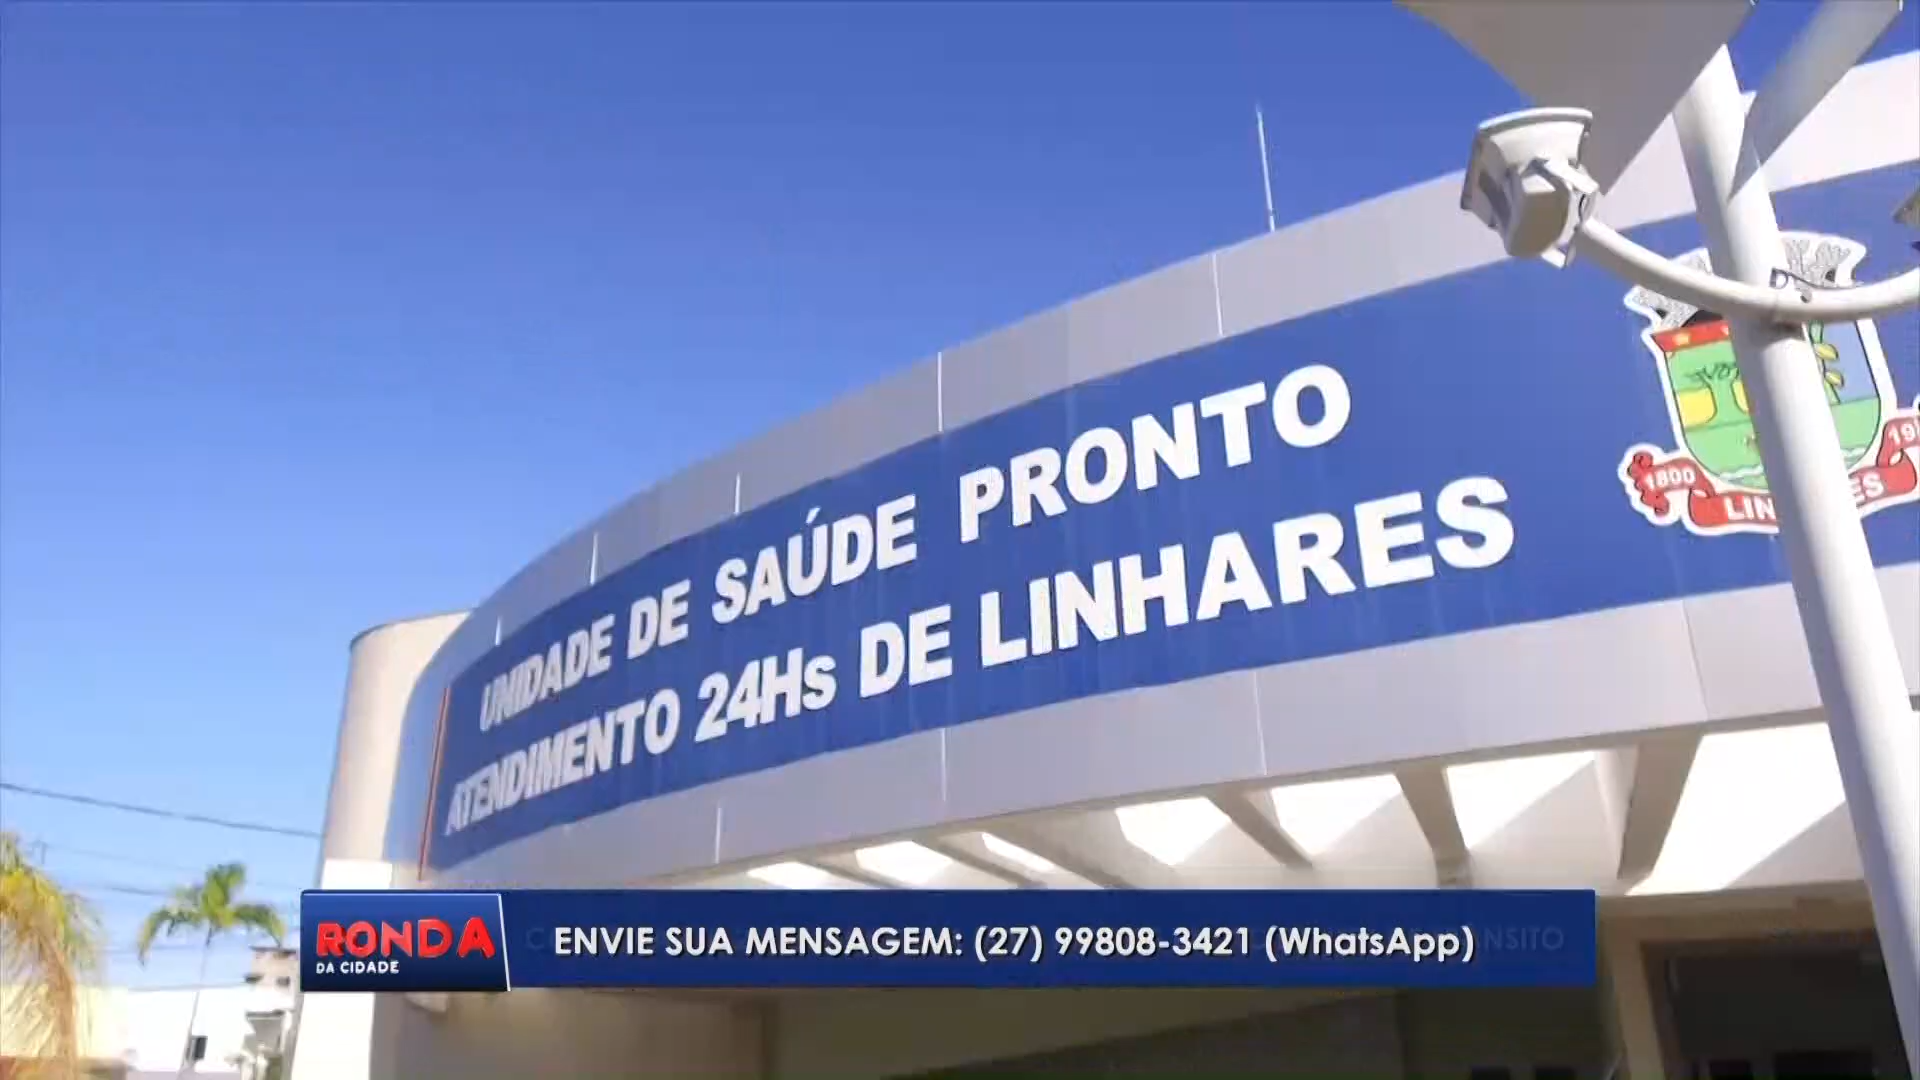 UNIDADE DE SAÚDE PRONTO
ATENDIMENTO 24Hs DE LINHARES
1800
RONDA
DA CIDADE
ENVIE SUA MENSAGEM: (27) 99808-3421 (WhatsApp)